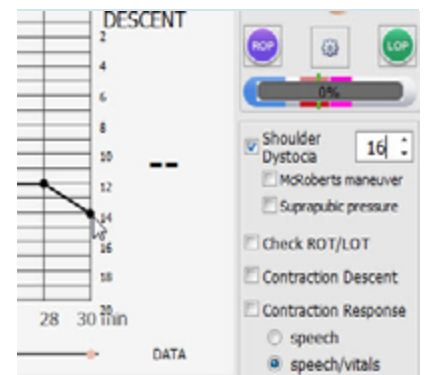 DESCENT
2
4
6
8
10
--
12
14
16
18
20
28 30 min
DATA
ROP LOP
0%
Shoulder
Dystocia 16
McRoberts maneuver
Suprapubic pressure
Check ROT/LOT
Contraction Descent
Contraction Response
speech
speech/vitals